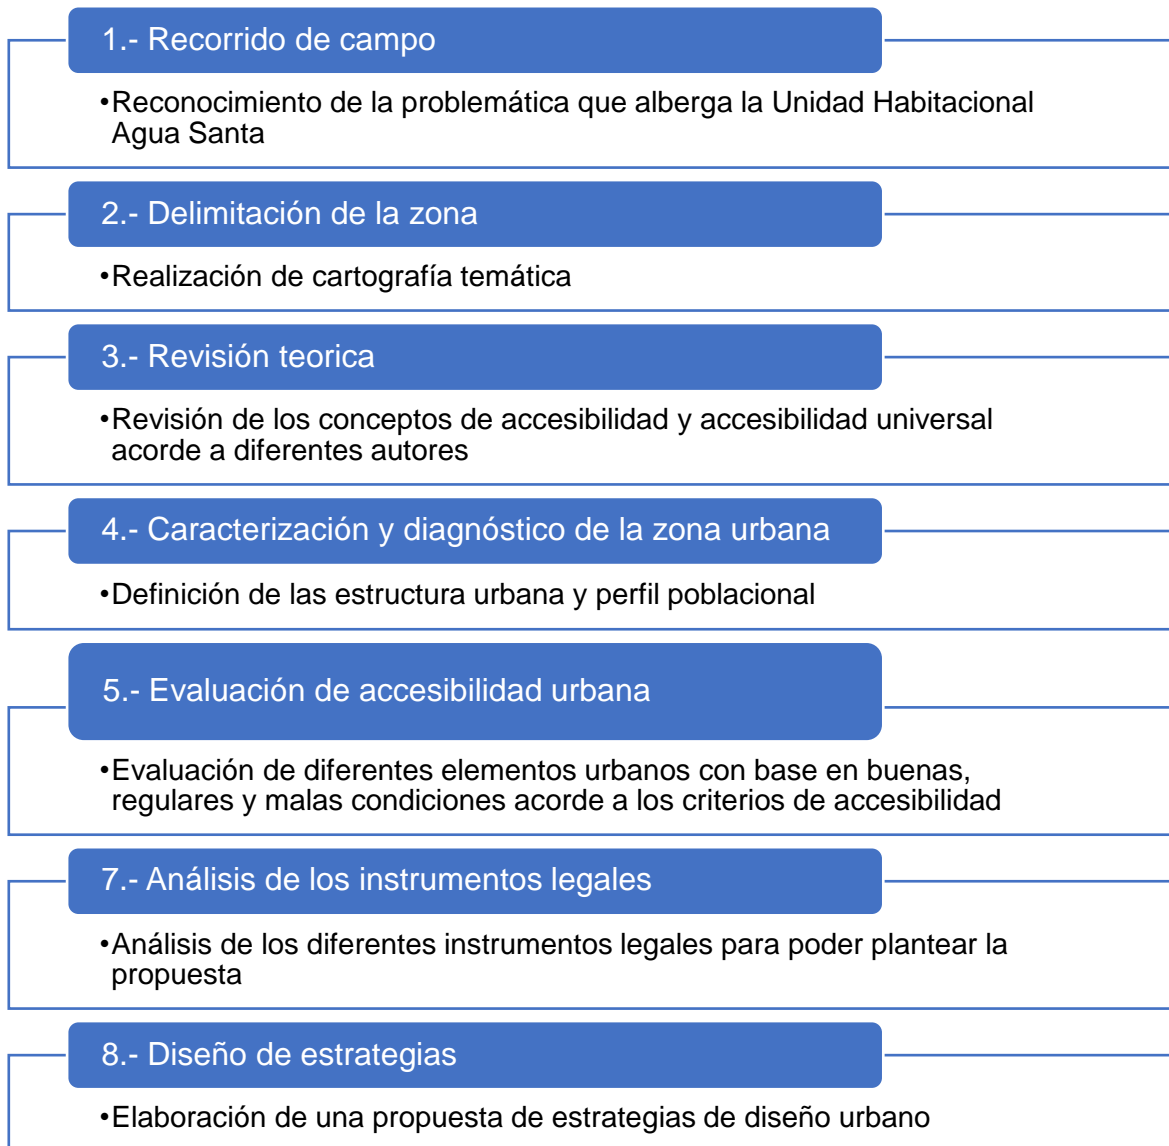 1.- Recorrido de campo
•Reconocimiento de la problemática que alberga la Unidad Habitacional
Agua Santa
2.- Delimitación de la zona
•Realización de cartografía temática
3.- Revisión teorica
•Revisión de los conceptos de accesibilidad y accesibilidad universal
acorde a diferentes autores
4.- Caracterización y diagnóstico de la zona urbana
•Definición de las estructura urbana y perfil poblacional
5.- Evaluación de accesibilidad urbana
•Evaluación de diferentes elementos urbanos con base en buenas,
regulares y malas condiciones acorde a los criterios de accesibilidad
7.- Análisis de los instrumentos legales
•Análisis de los diferentes instrumentos legales para poder plantear la
propuesta
8.- Diseño de estrategias
•Elaboración de una propuesta de estrategias de diseño urbano